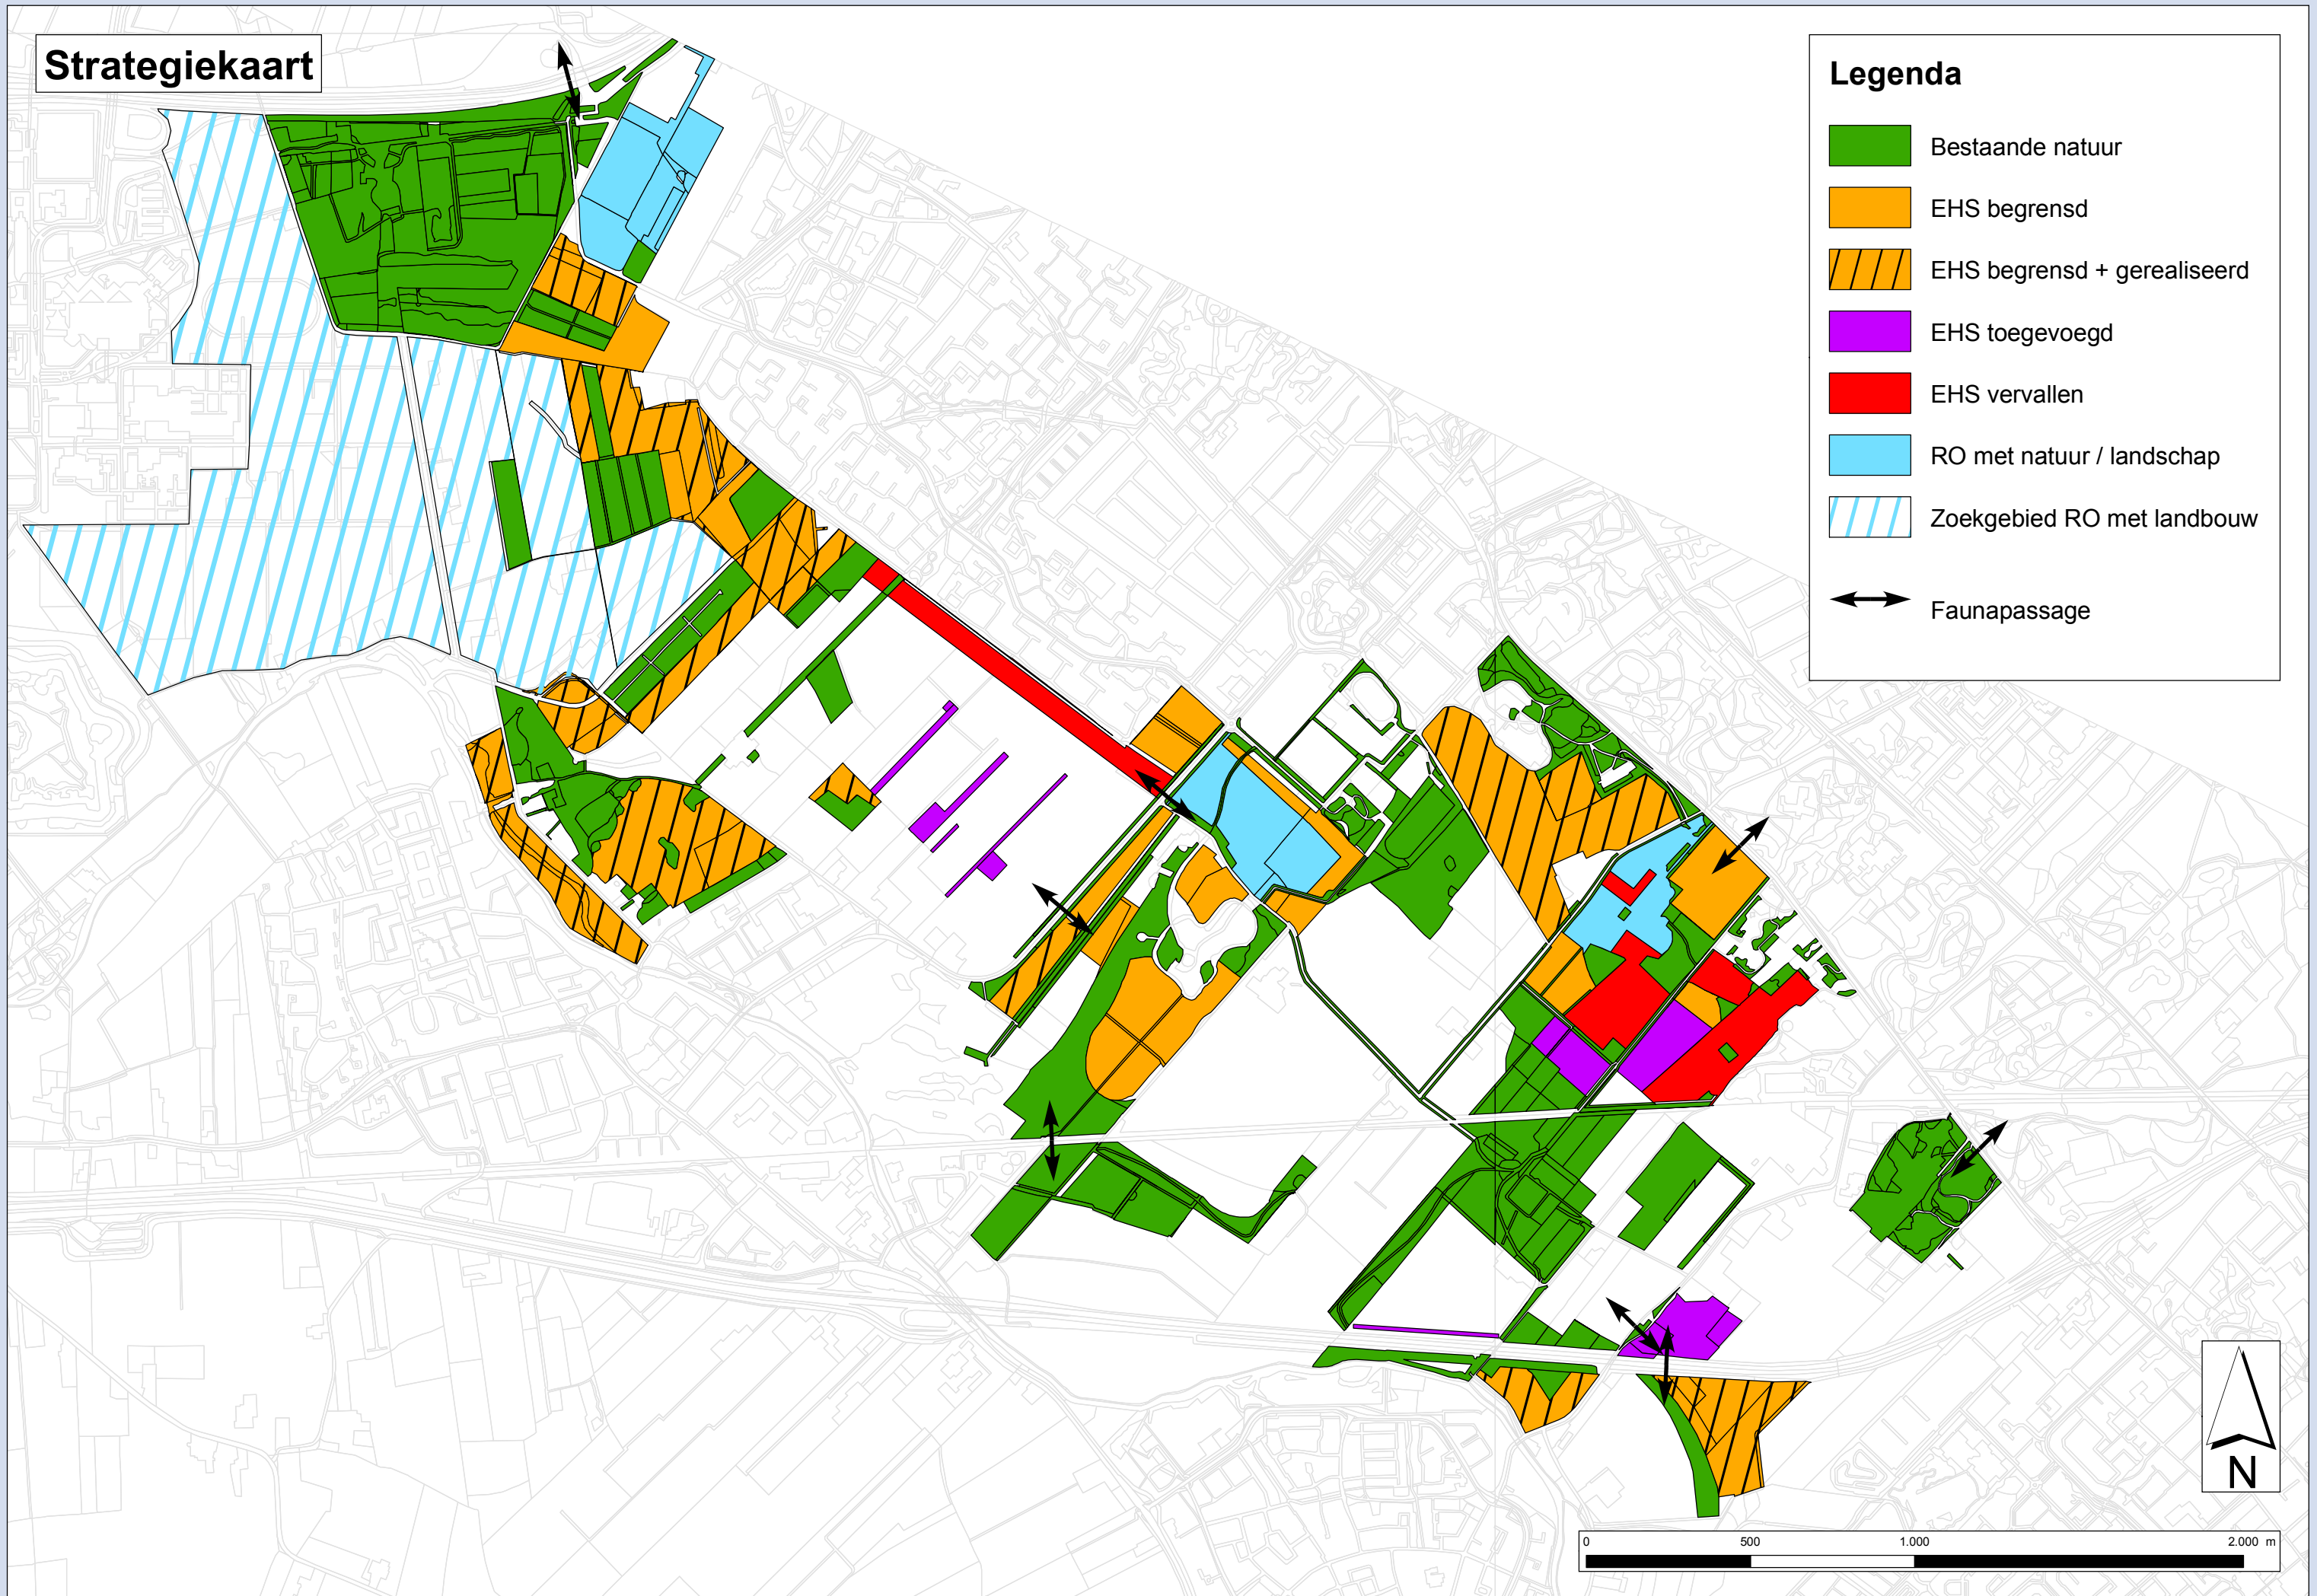 Strategiekaart
Legenda
Bestaande natuur
EHS begrensd
EHS begrensd + gerealiseerd
EHS toegevoegd
EHS vervallen
RO met natuur / landschap
Zoekgebied RO met landbouw
Faunapassage
N
0 500 1.000 2.000 m